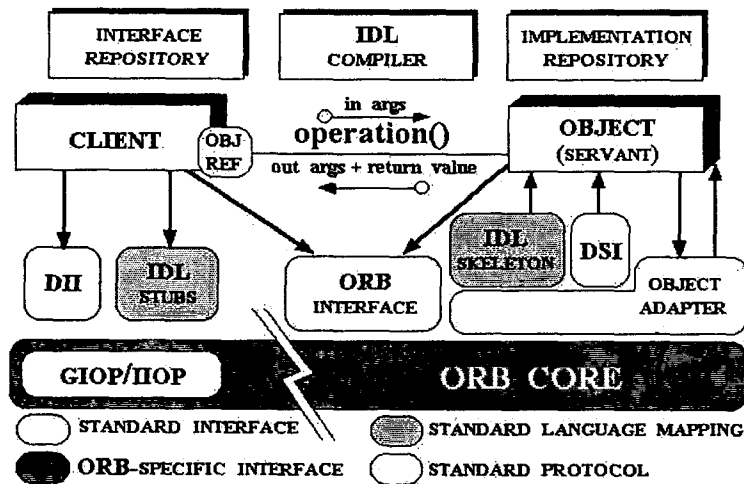 INTERFACE
REPOSITORY
IDL
COMPILER
IMPLEMENTATION
REPOSITORY
in args
operation()
out args + return value
CLIENT
OBJ
REF
OBJECT
(SERVANT)
DII
IDL
STUBS
ORB
INTERFACE
IDL
SKELETON
DSI
OBJECT
ADAPTER
GIOP/IIOP
ORB CORE
STANDARD INTERFACE
STANDARD LANGUAGE MAPPING
ORB-SPECIFIC INTERFACE
STANDARD PROTOCOL